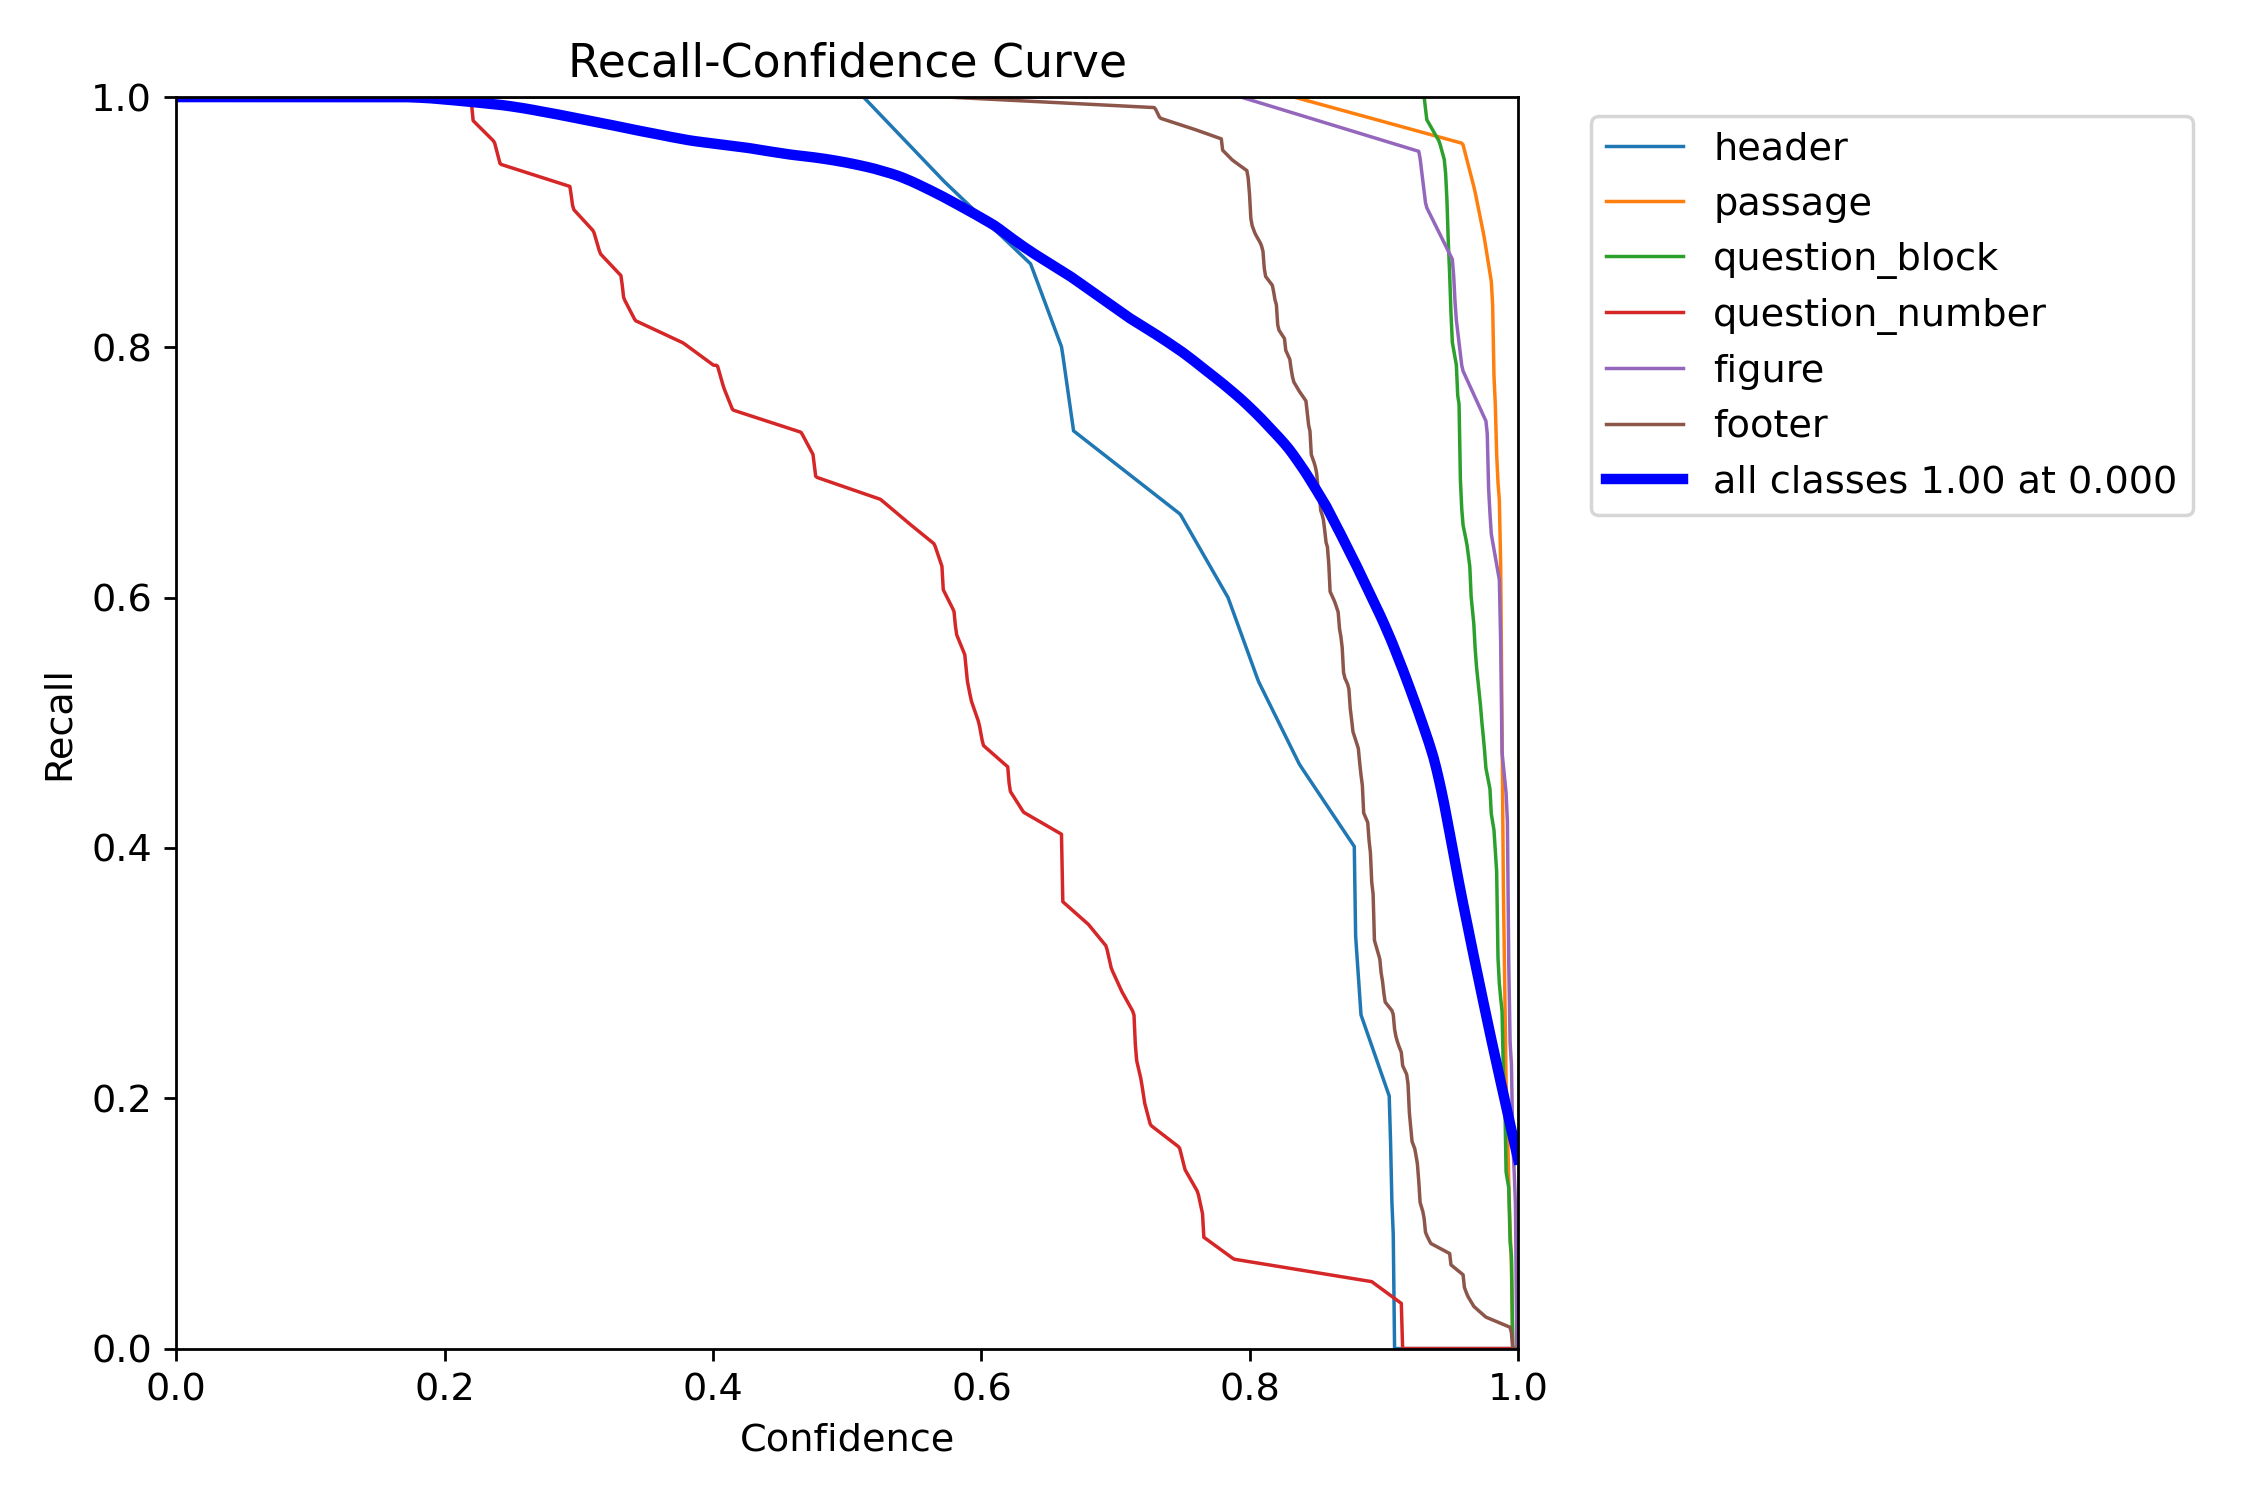 Recall-Confidence Curve
1.0
0.8
0.6
0.4
0.2
0.0
Recall
0.0 0.2 0.4 0.6 0.8 1.0
Confidence
header
passage
question_block
question_number
figure
footer
all classes 1.00 at 0.000